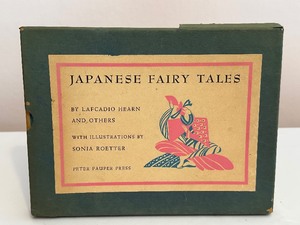 JAPANESE FAIRY TALES
BY LAFCADIO HEARN
AND OTHERS
WITH ILLUSTRATIONS BY
SONIA ROETTER
PETER PAUPER PRESS